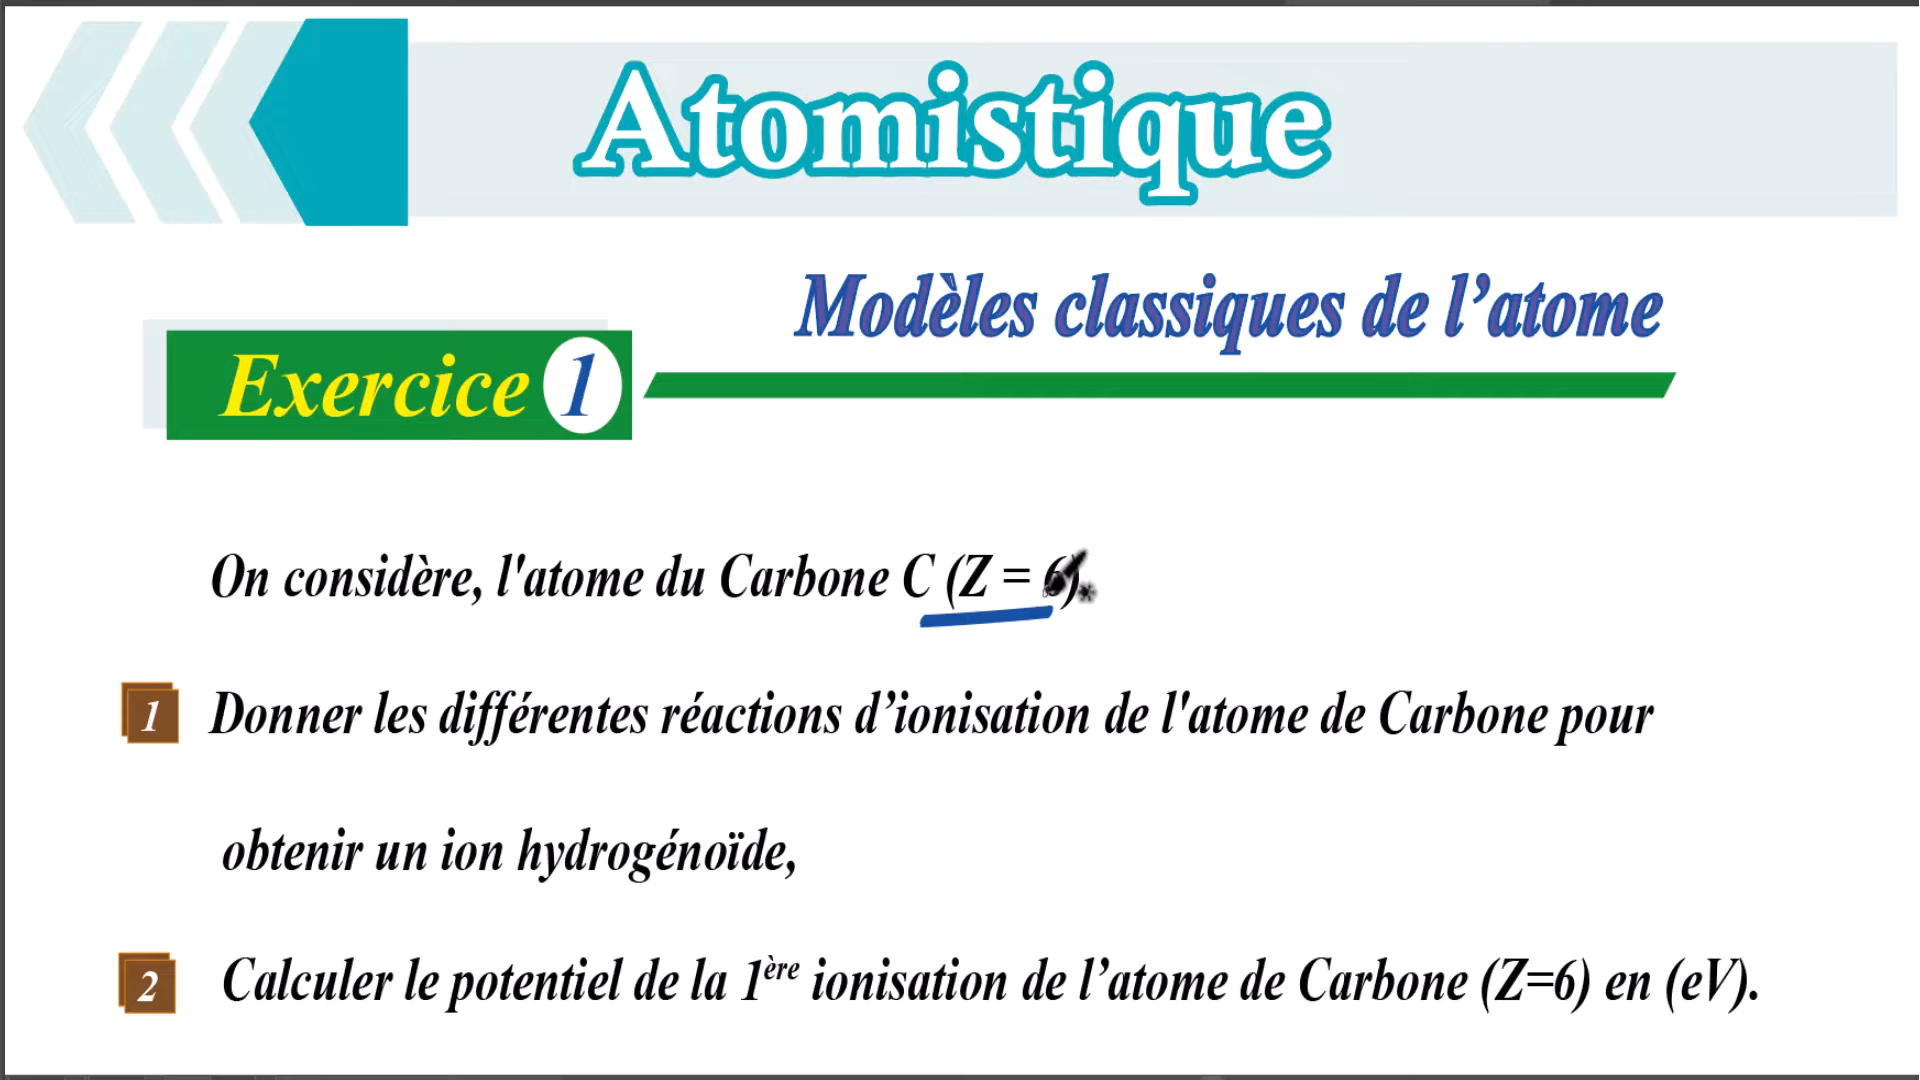 Atomistique
Modèles classiques de l’atome
Exercice 1
On considère, l'atome du Carbone C (Z = 6).
1 Donner les différentes réactions d’ionisation de l'atome de Carbone pour
obtenir un ion hydrogénoïde,
2 Calculer le potentiel de la 1ère ionisation de l’atome de Carbone (Z=6) en (eV).